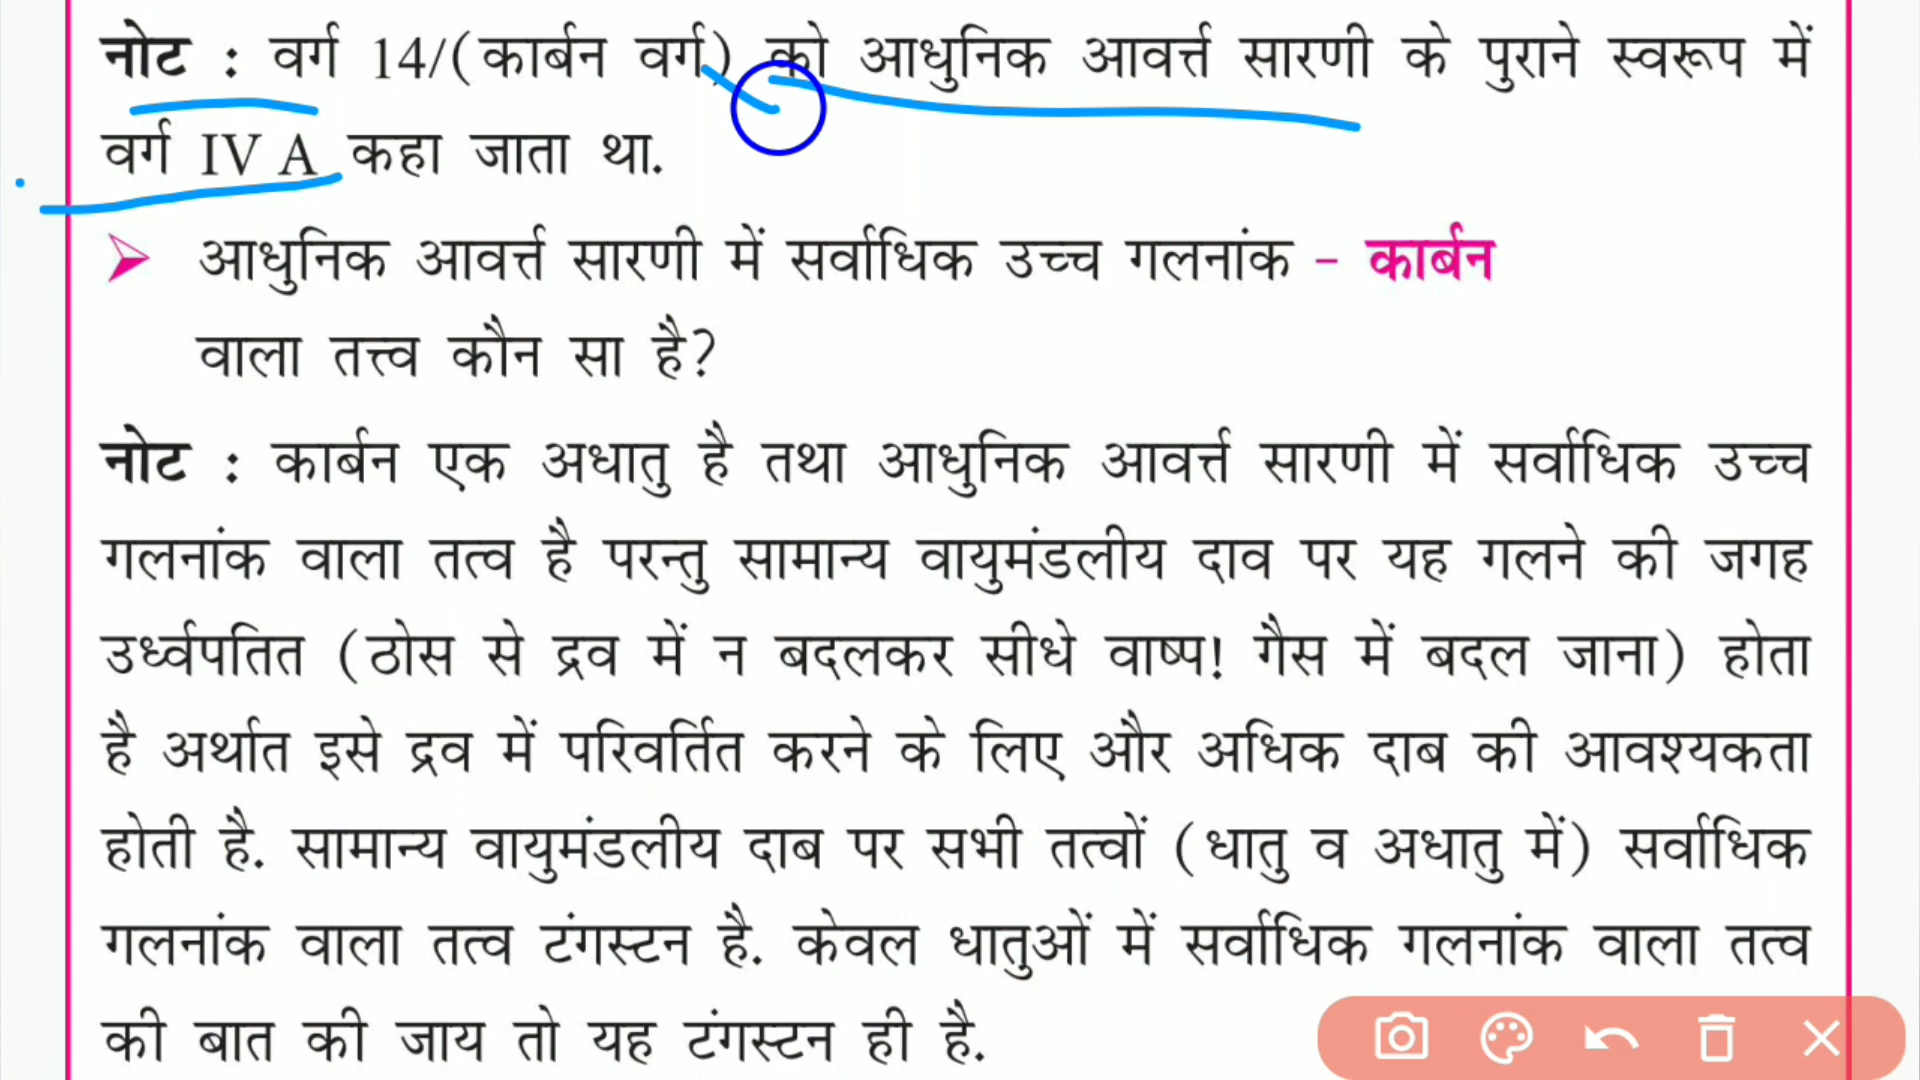 नोट : वर्ग 14/(कार्बन वर्ग) को आधुनिक आवर्त्त सारणी के पुराने स्वरूप में
वर्ग IV A कहा जाता था.
आधुनिक आवर्त्त सारणी में सर्वाधिक उच्च गलनांक - कार्बन
वाला तत्त्व कौन सा है?
नोट : कार्बन एक अधातु है तथा आधुनिक आवर्त्त सारणी में सर्वाधिक उच्च
गलनांक वाला तत्व है परन्तु सामान्य वायुमंडलीय दाव पर यह गलने की जगह
उर्ध्वपतित (ठोस से द्रव में न बदलकर सीधे वाष्प! गैस में बदल जाना) होता
है अर्थात इसे द्रव में परिवर्तित करने के लिए और अधिक दाब की आवश्यकता
होती है. सामान्य वायुमंडलीय दाब पर सभी तत्वों (धातु व अधातु में) सर्वाधिक
गलनांक वाला तत्व टंगस्टन है. केवल धातुओं में सर्वाधिक गलनांक वाला तत्व
की बात की जाय तो यह टंगस्टन ही है.